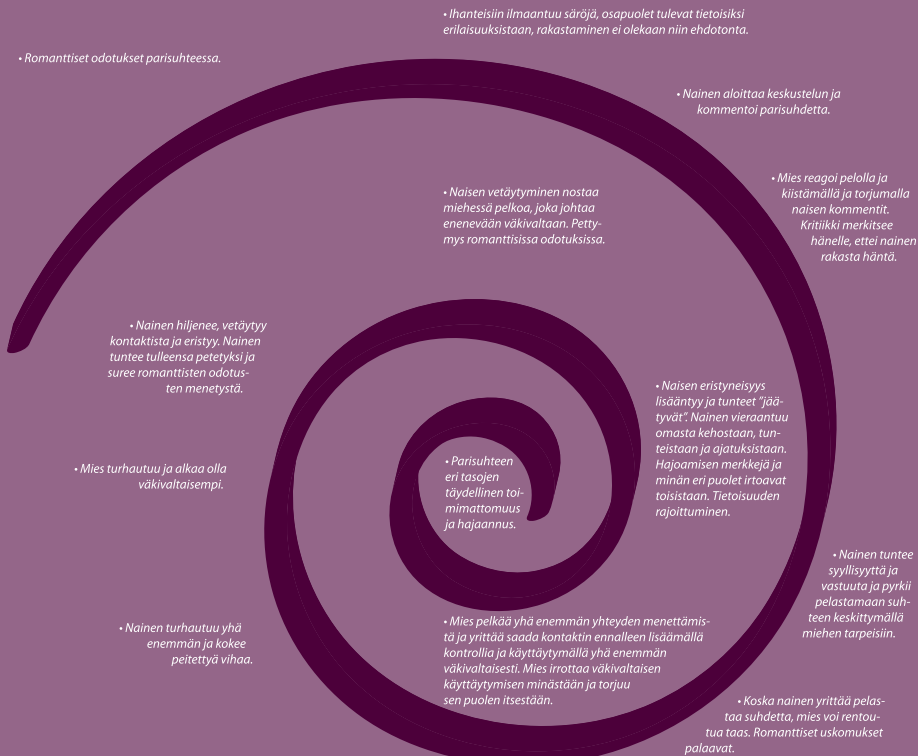 • Romanttiset odotukset parisuhteessa.
• Ihanteisiin ilmaantuu säröjä, osapuolet tulevat tietoisiksi
erilaisuuksistaan, rakastaminen ei olekaan niin ehdotonta.
• Nainen aloittaa keskustelun ja
kommentoi parisuhdetta.
• Mies reagoi pelolla ja
kiistämällä ja torjumalla
naisen kommentit.
Kritiikki merkitsee
hänelle, ettei nainen
rakasta häntä.
• Nainen tuntee
syyllisyyttä ja
vastuuta ja pyrkii
pelastamaan suh-
teen keskittymällä
miehen tarpeisiin.
• Koska nainen yrittää pelas-
taa suhdetta, mies voi rentou-
tua taas. Romanttiset uskomukset
palaavat.
• Nainen turhautuu yhä
enemmän ja kokee
peitettyä vihaa.
• Mies turhautuu ja alkaa olla
väkivaltaisempi.
• Nainen hiljenee, vetäytyy
kontaktista ja eristyy. Nainen
tuntee tulleensa petetyksi ja
suree romanttisten odotus-
ten menetystä.
• Naisen vetäytyminen nostaa
miehessä pelkoa, joka johtaa
enenevään väkivaltaan. Petty-
mys romanttisissa odotuksissa.
• Naisen eristyneisyys
lisääntyy ja tunteet ”jää-
tyvät”. Nainen vieraantuu
omasta kehostaan, tun-
teistaan ja ajatuksistaan.
Hajoamisen merkkejä ja
minän eri puolet irtoavat
toisistaan. Tietoisuuden
rajoittuminen.
• Mies pelkää yhä enemmän yhteyden menettämis-
tä ja yrittää saada kontaktin ennalleen lisäämällä
kontrollia ja käyttäytymällä yhä enemmän
väkivaltaisesti. Mies irrottaa väkivaltaisen
käyttäytymisen minästään ja torjuu
sen puolen itsestään.
• Parisuhteen
eri tasojen
täydellinen toi-
mimattomuus
ja hajaannus.